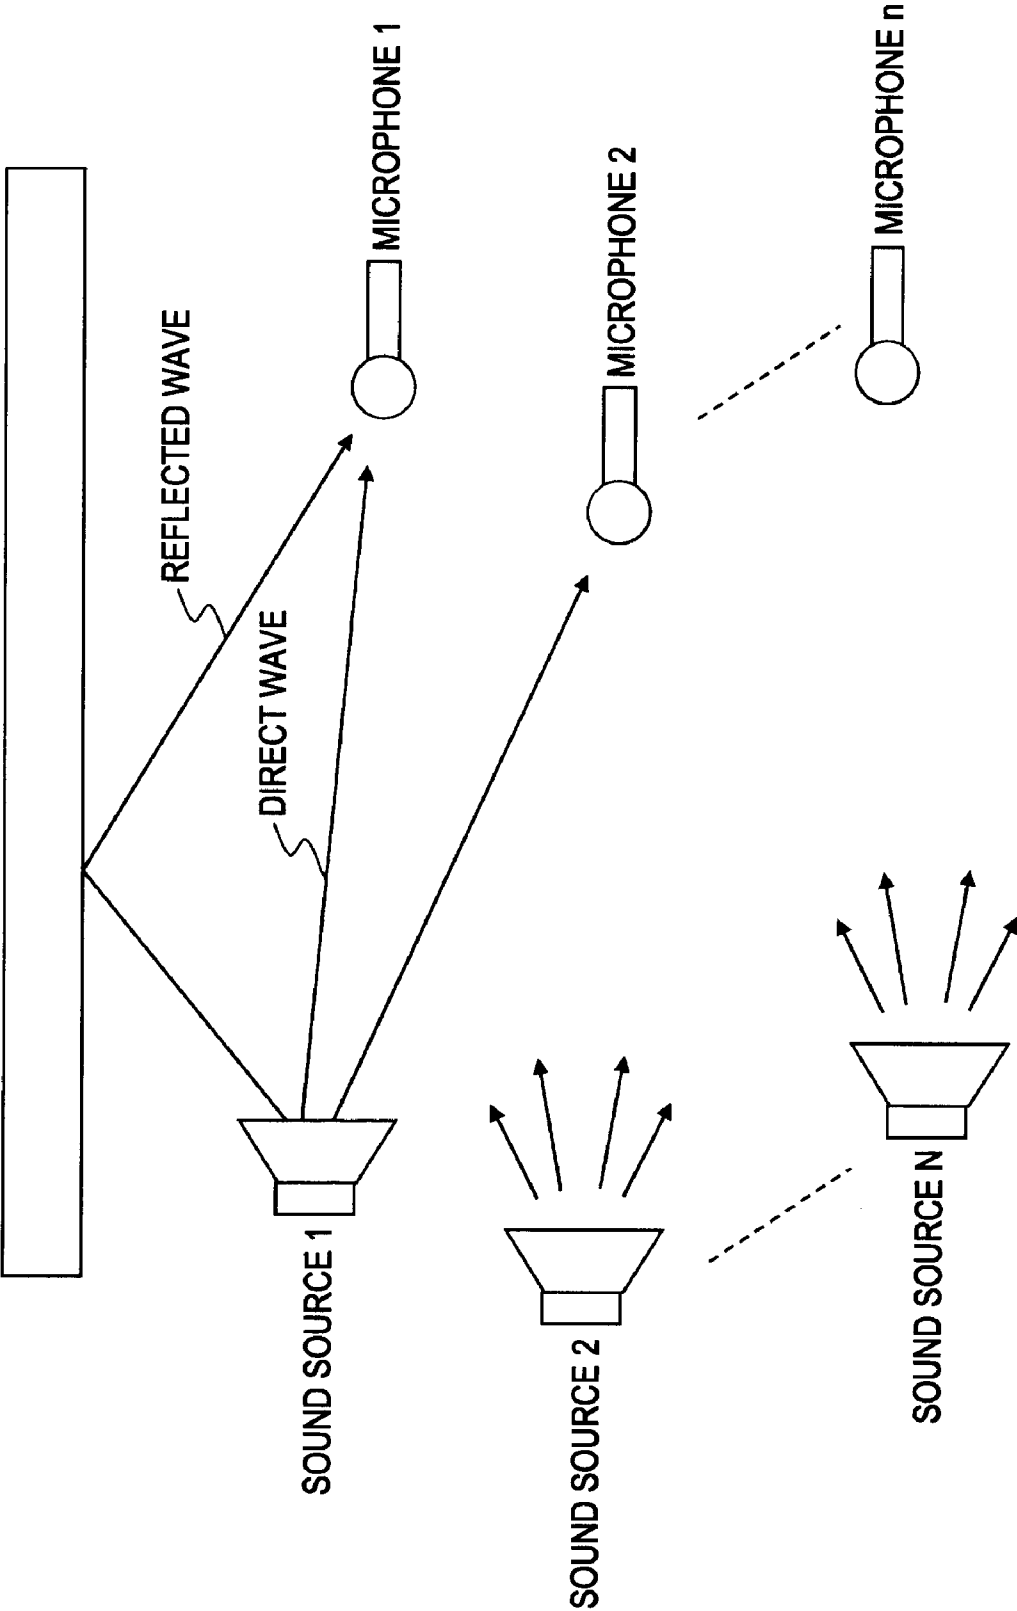 REFLECTED WAVE
DIRECT WAVE
MICROPHONE 1
MICROPHONE 2
MICROPHONE n
SOUND SOURCE 1
SOUND SOURCE 2
SOUND SOURCE N